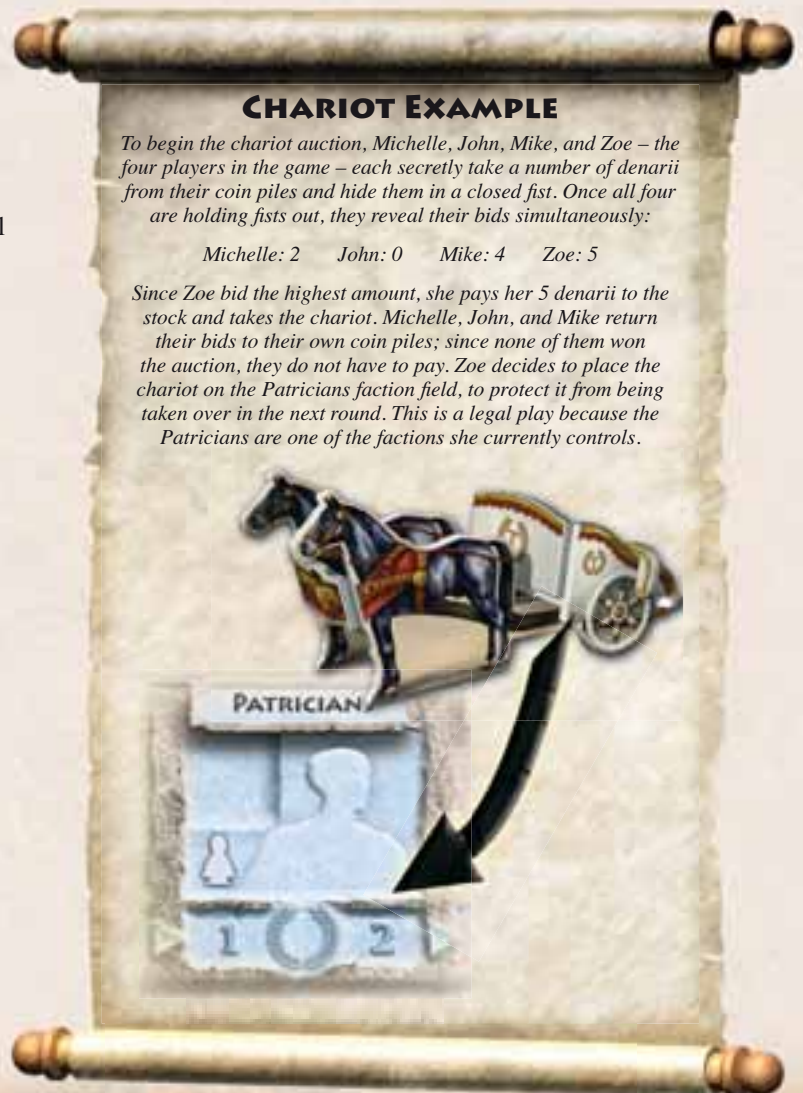 CHARIOT EXAMPLE
To begin the chariot auction, Michelle, John, Mike, and Zoe – the
four players in the game – each secretly take a number of denarii
from their coin piles and hide them in a closed fist. Once all four
are holding fists out, they reveal their bids simultaneously:
Michelle: 2 John: 0 Mike: 4 Zoe: 5
Since Zoe bid the highest amount, she pays her 5 denarii to the
stock and takes the chariot. Michelle, John, and Mike return
their bids to their own coin piles; since none of them won
the auction, they do not have to pay. Zoe decides to place the
chariot on the Patricians faction field, to protect it from being
taken over in the next round. This is a legal play because the
Patricians are one of the factions she currently controls.
PATRICIAN
1 2